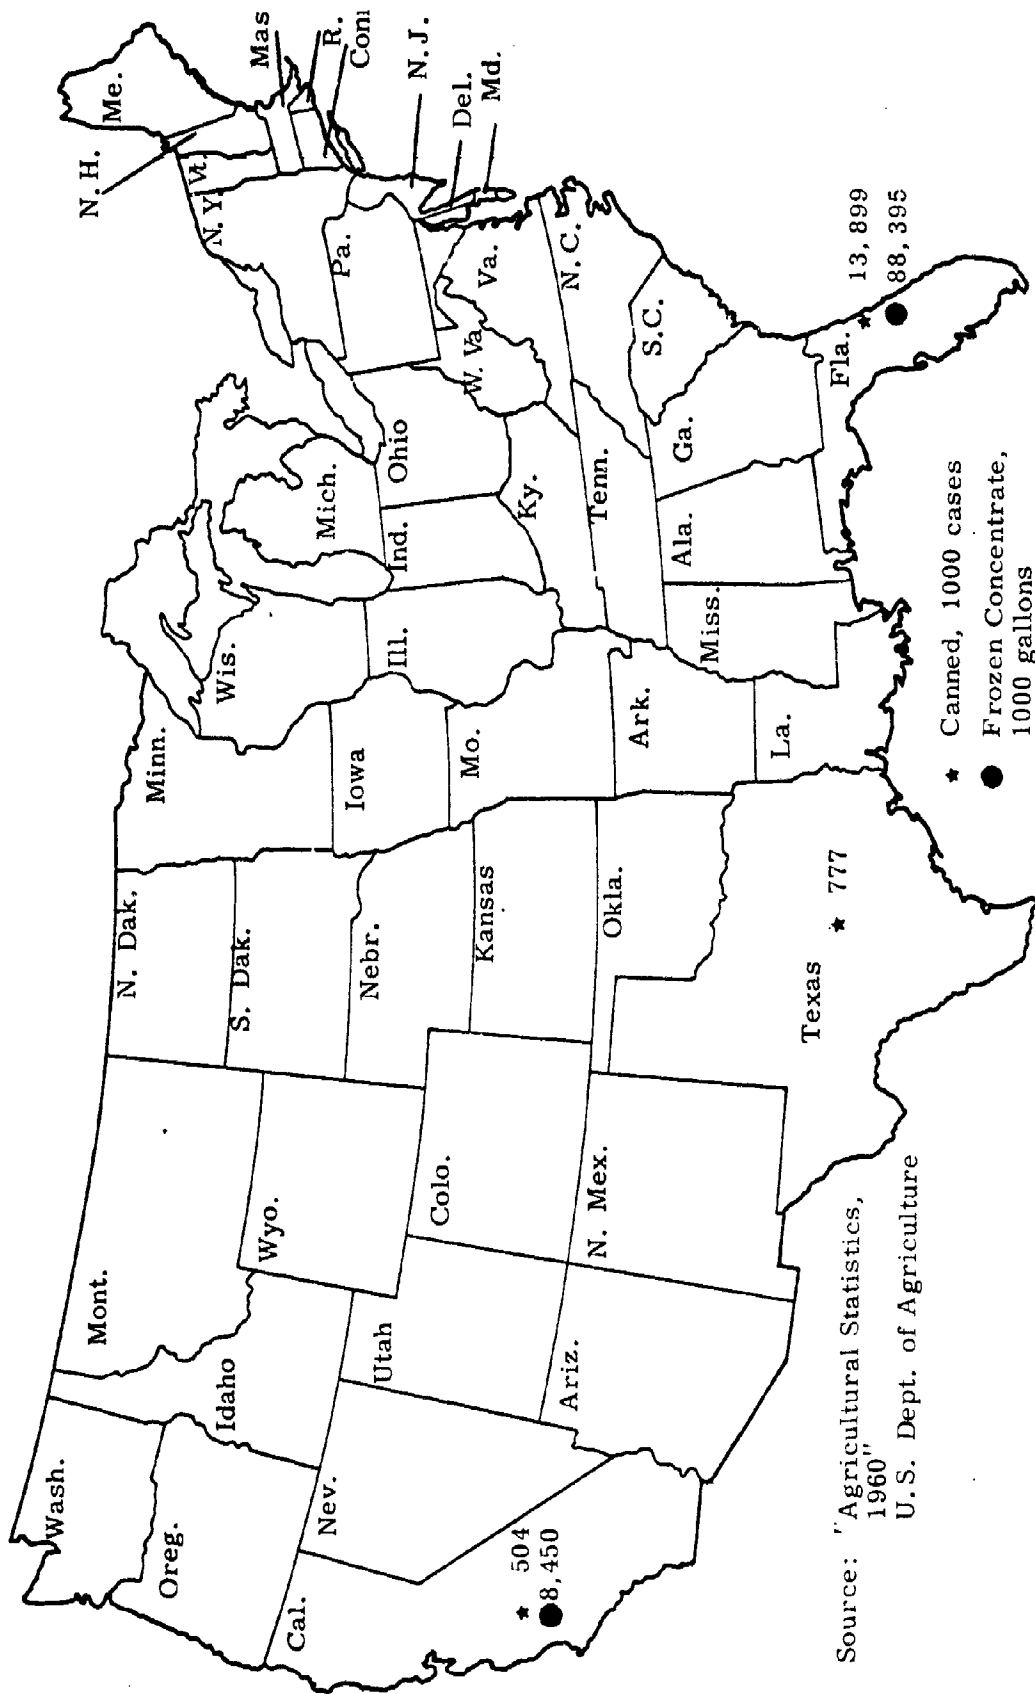 Wash.
Oreg.
Cal.
Nev.
Idaho
Mont.
Wyo.
Utah
Colo.
Ariz.
N. Mex.
N. Dak.
S. Dak.
Nebr.
Kansas
Okla.
Texas
Minn.
Iowa
Mo.
Ark.
La.
Wis.
Ill.
Mich.
Ind.
Ohio
Ky.
Tenn.
Miss.
Ala.
Ga.
Fla.
S.C.
N. C.
Va.
W. Va
Pa.
N. Y.
Vt.
N. H.
Me.
Mas
R.
Con
N. J.
Del.
Md.
★ 504
●8,450
★ 777
★ 13,899
● 88,395
★ Canned, 1000 cases
● Frozen Concentrate,
1000 gallons
Source: "Agricultural Statistics,
1960"
U.S. Dept. of Agriculture